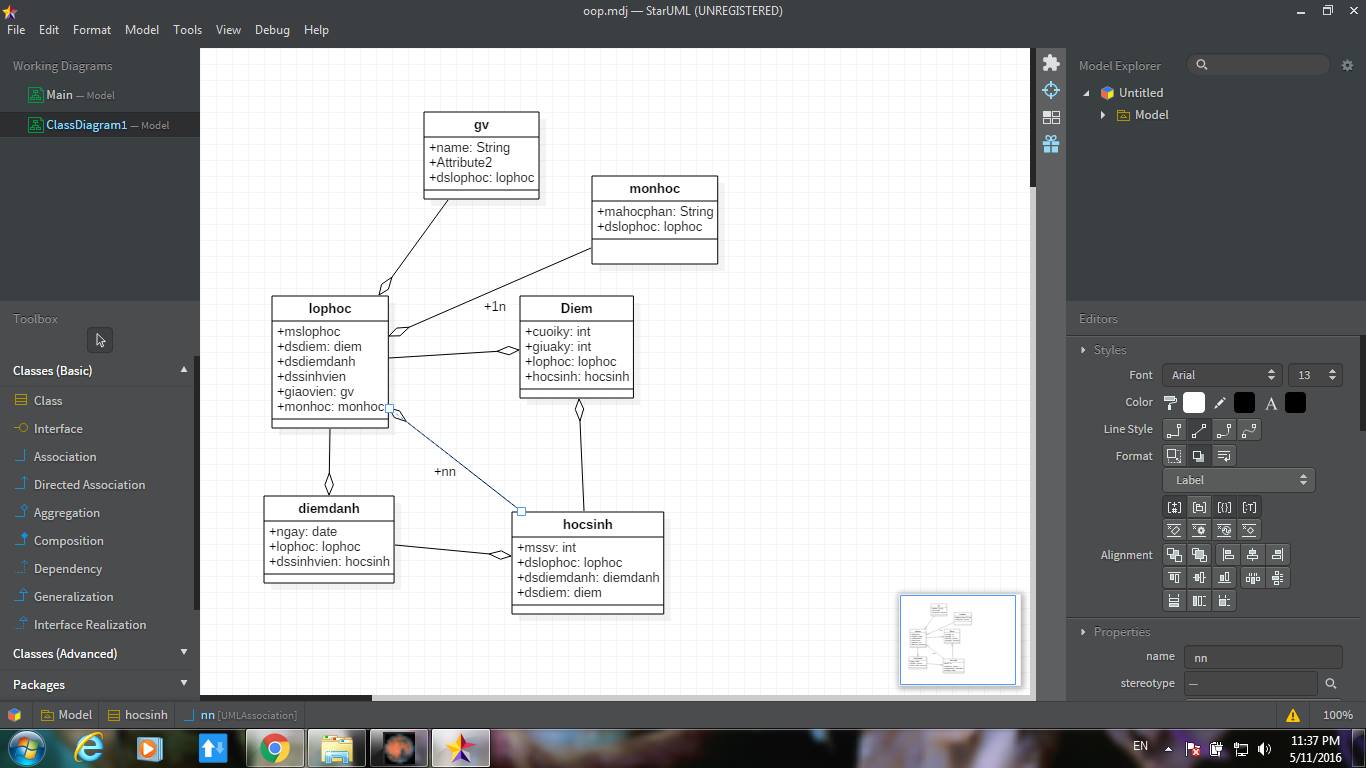 oop.mdj — StarUML (UNREGISTERED)
File Edit Format Model Tools View Debug Help
Working Diagrams
Main — Model
ClassDiagram1 — Model
Toolbox
Classes (Basic)
Class
Interface
Association
Directed Association
Aggregation
Composition
Dependency
Generalization
Interface Realization
Classes (Advanced)
Packages
gv
+name: String
+Attribute2
+dslophoc: lophoc
monhoc
+mahocphan: String
+dslophoc: lophoc
lophoc
+mslophoc
+dsdiem: diem
+dsdiemdanh
+dssinhvien
+giaovien: gv
+monhoc: monhoc
+1n
Diem
+cuoiky: int
+giuaky: int
+lophoc: lophoc
+hocsinh: hocsinh
+nn
diemdanh
+ngay: date
+lophoc: lophoc
+dssinhvien: hocsinh
hocsinh
+mssv: int
+dslophoc: lophoc
+dsdiemdanh: diemdanh
+dsdiem: diem
Model Explorer
Untitled
Model
Editors
Styles
Font Arial 13
Color A
Line Style
Format
Label
Alignment
Properties
name nn
stereotype —
Model hocsinh nn [UMLAssociation] 100%
EN 11:37 PM
5/11/2016